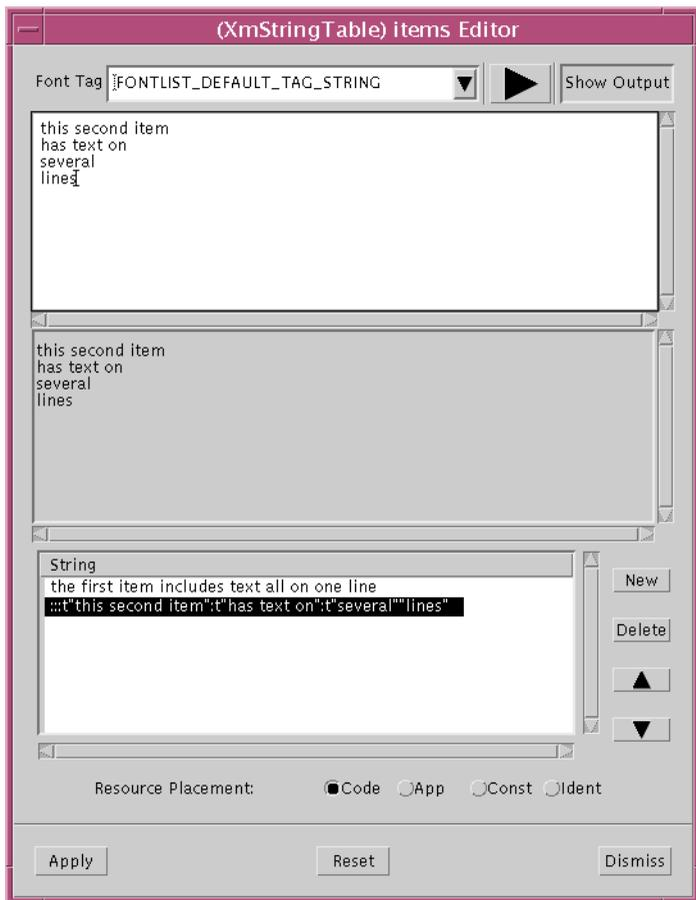 (XmStringTable) items Editor
Font Tag FONTLIST_DEFAULT_TAG_STRING Show Output
this second item
has text on
several
lines
this second item
has text on
several
lines
String
the first item includes text all on one line
:::t"this second item":t"has text on":t"several""lines"
New
Delete
Resource Placement: Code App Const Ident
Apply Reset Dismiss